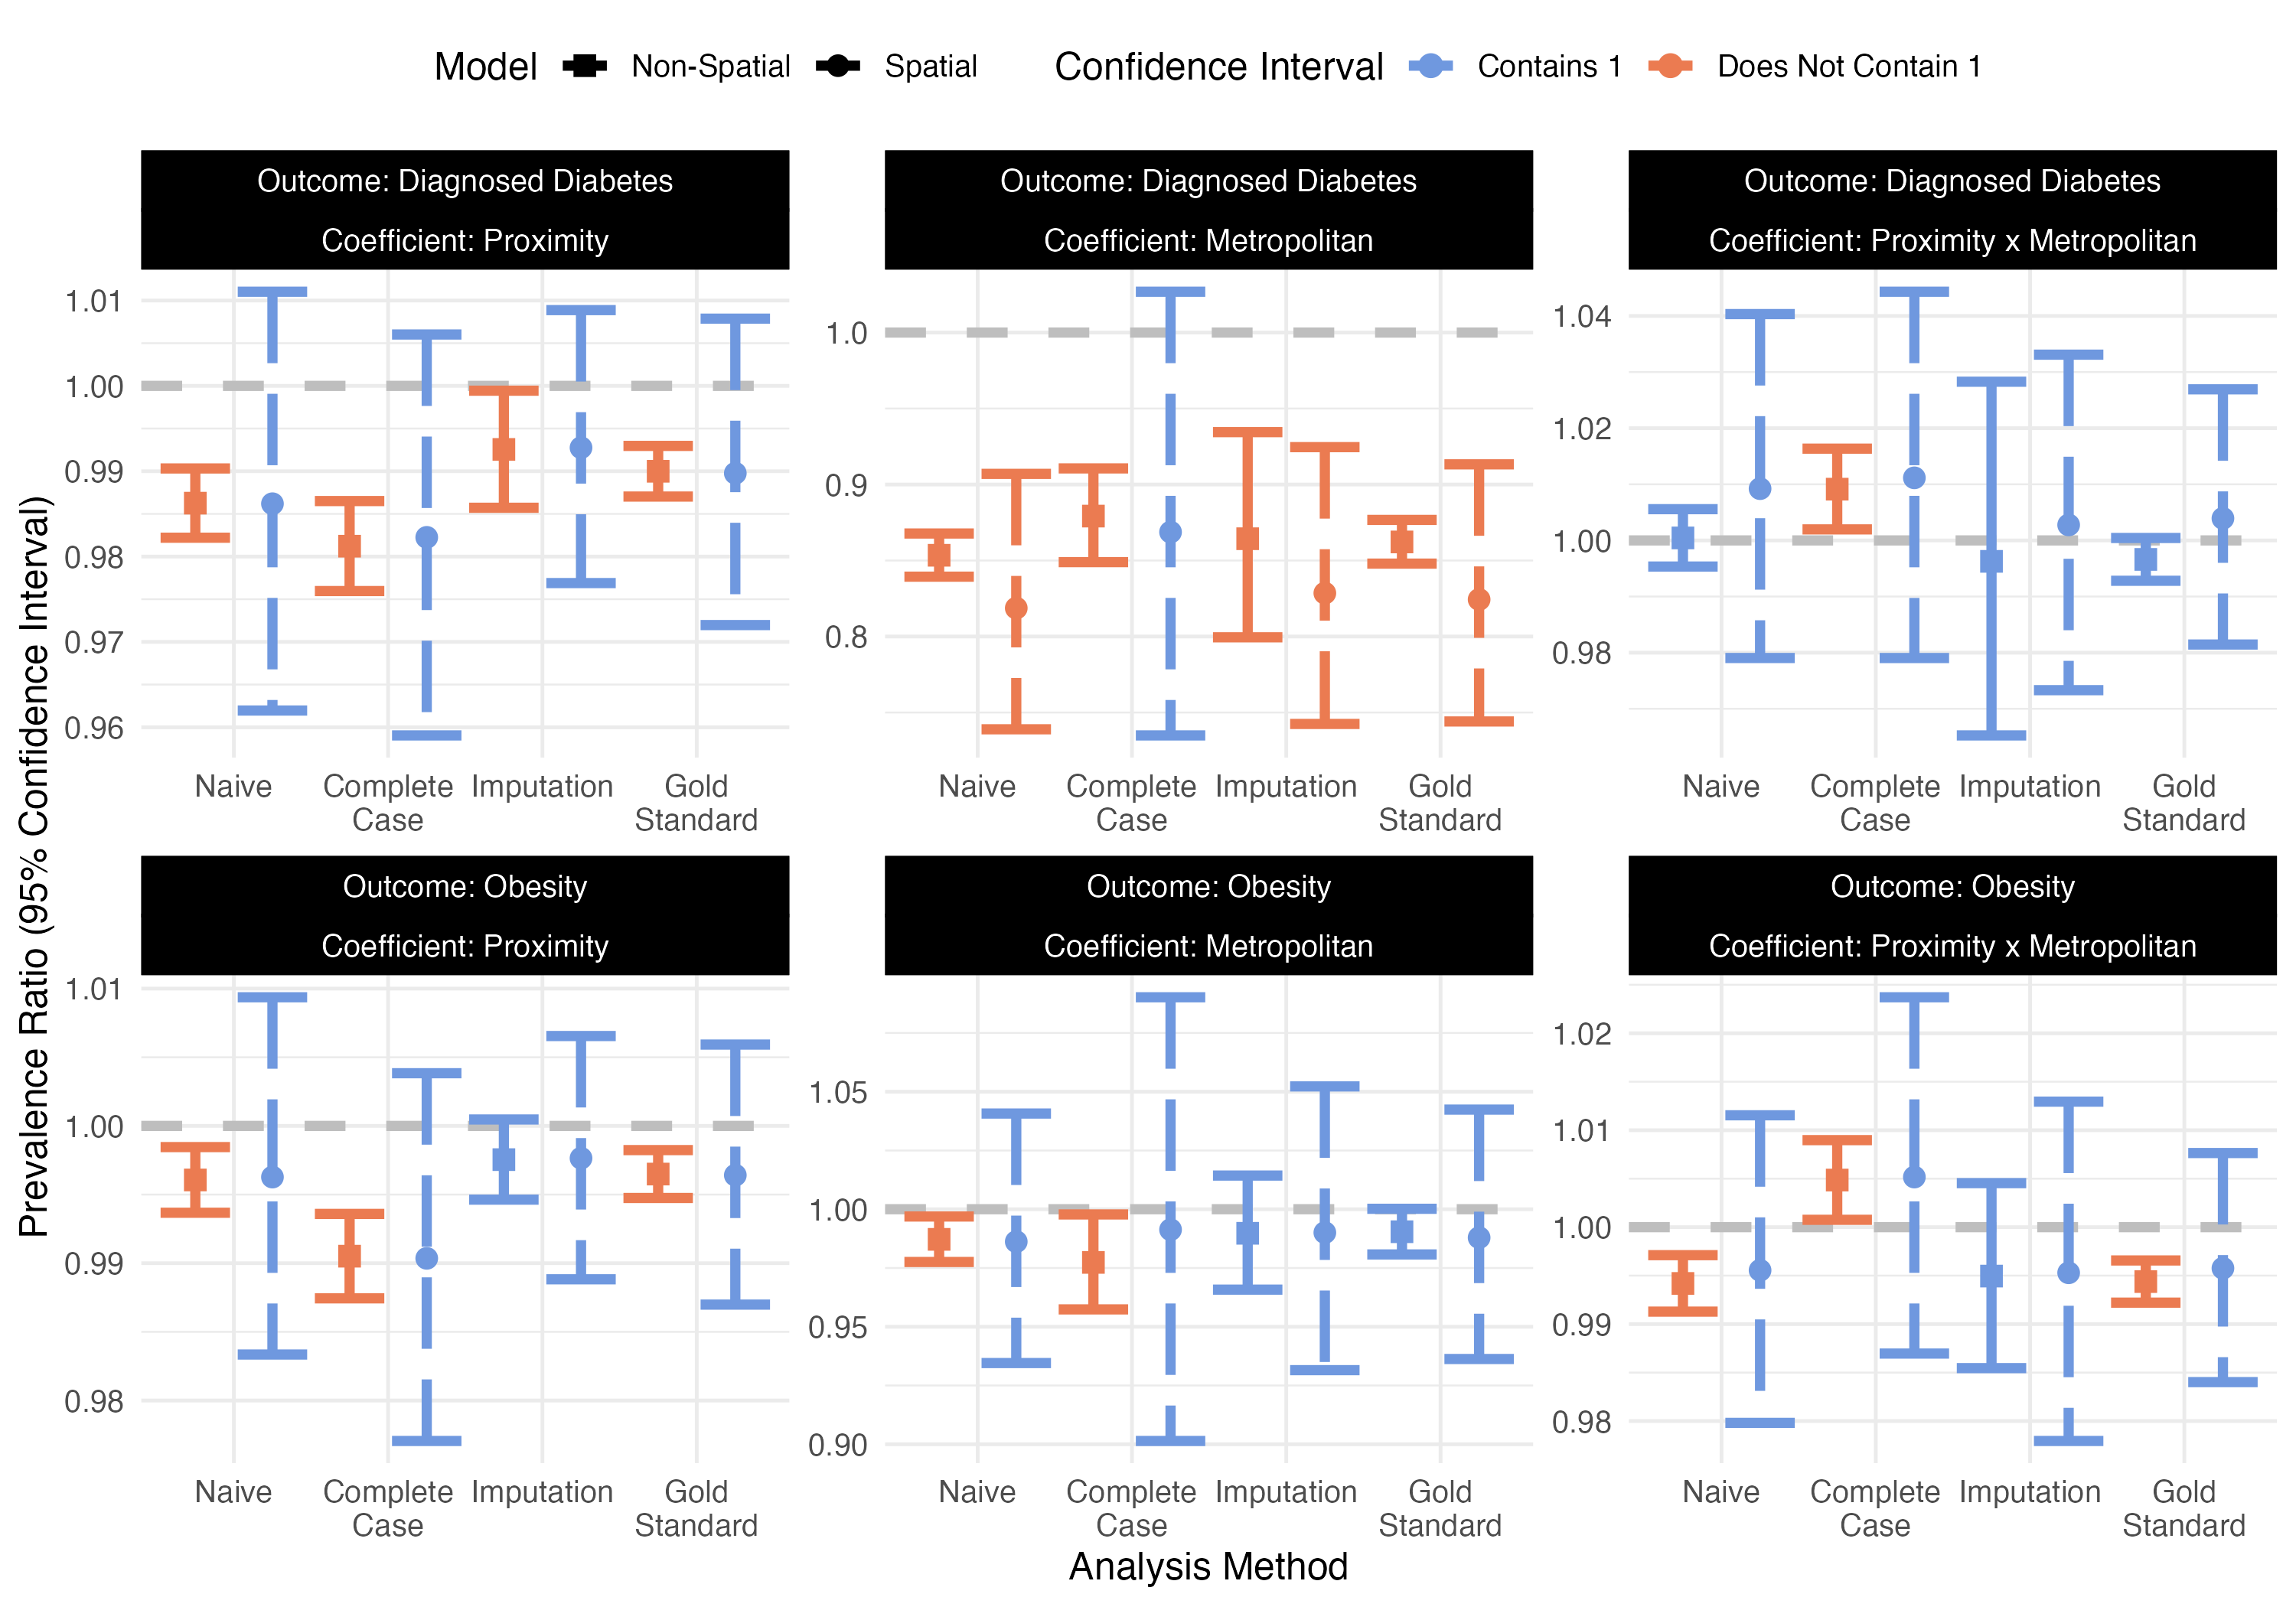 Model Non-Spatial Spatial Confidence Interval Contains 1 Does Not Contain 1
Prevalence Ratio (95% Confidence Interval)
Outcome: Diagnosed Diabetes
Coefficient: Proximity
1.01
1.00
0.99
0.98
0.97
0.96
Naive Complete Case Imputation Gold Standard
Outcome: Diagnosed Diabetes
Coefficient: Metropolitan
1.0
0.9
0.8
Naive Complete Case Imputation Gold Standard
Outcome: Diagnosed Diabetes
Coefficient: Proximity x Metropolitan
1.04
1.02
1.00
0.98
Naive Complete Case Imputation Gold Standard
Outcome: Obesity
Coefficient: Proximity
1.01
1.00
0.99
0.98
Naive Complete Case Imputation Gold Standard
Outcome: Obesity
Coefficient: Metropolitan
1.05
1.00
0.95
0.90
Naive Complete Case Imputation Gold Standard
Outcome: Obesity
Coefficient: Proximity x Metropolitan
1.02
1.01
1.00
0.99
0.98
Naive Complete Case Imputation Gold Standard
Analysis Method